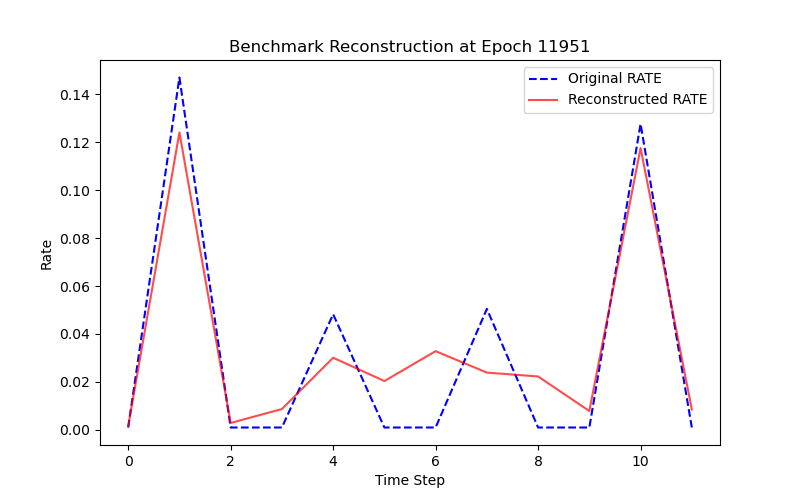 Benchmark Reconstruction at Epoch 11951
Original RATE
Reconstructed RATE
0.14
0.12
0.10
0.08
0.06
0.04
0.02
0.00
Rate
0 2 4 6 8 10
Time Step